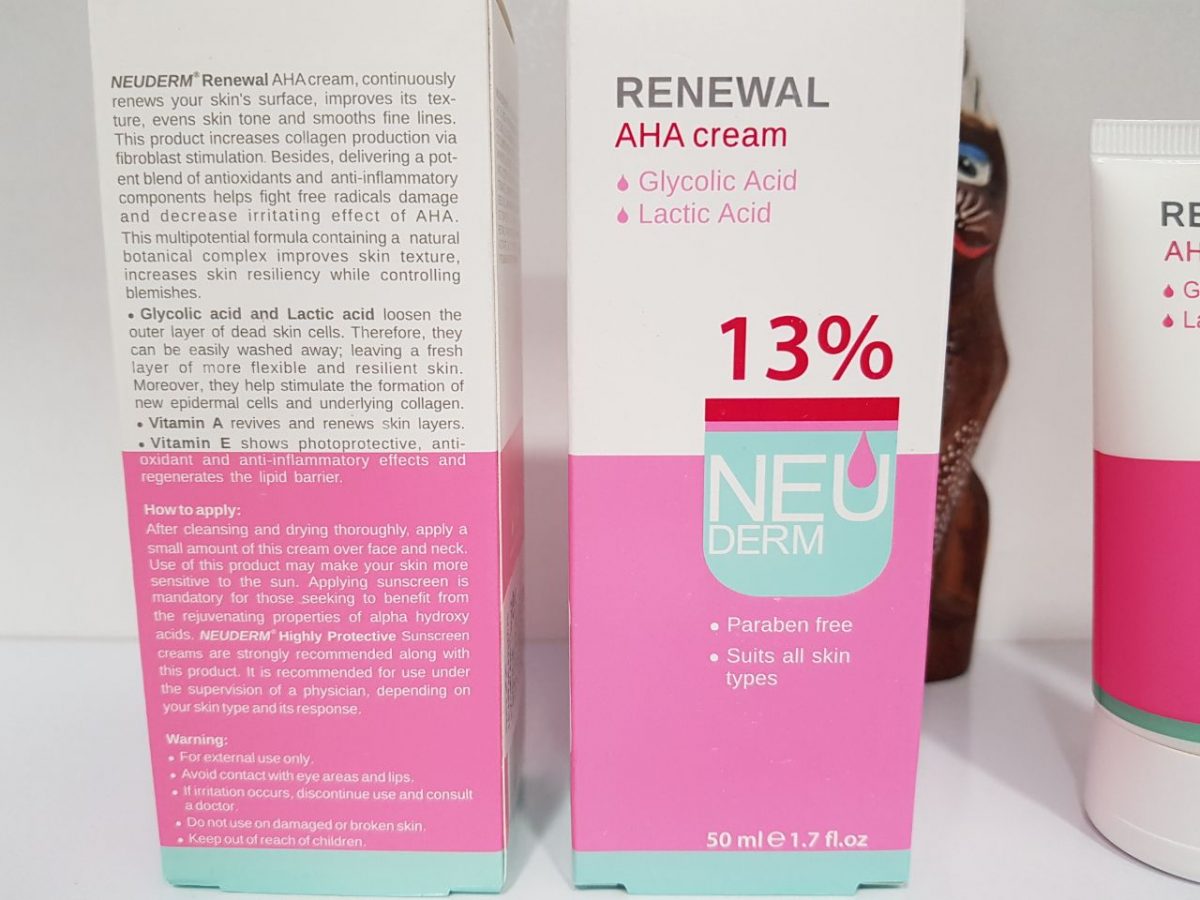 NEUDERM® Renewal AHA cream, continuously
renews your skin's surface, improves its tex-
ture, evens skin tone and smooths fine lines.
This product increases collagen production via
fibroblast stimulation. Besides, delivering a pot-
ent blend of antioxidants and anti-inflammatory
components helps fight free radicals damage
and decrease irritating effect of AHA.
This multipotential formula containing a natural
botanical complex improves skin texture,
increases skin resiliency while controlling
blemishes.
• Glycolic acid and Lactic acid loosen the
outer layer of dead skin cells. Therefore, they
can be easily washed away; leaving a fresh
layer of more flexible and resilient skin.
Moreover, they help stimulate the formation of
new epidermal cells and underlying collagen.
• Vitamin A revives and renews skin layers.
• Vitamin E shows photoprotective, anti-
oxidant and anti-inflammatory effects and
regenerates the lipid barrier.
How to apply:
After cleansing and drying thoroughly, apply a
small amount of this cream over face and neck.
Use of this product may make your skin more
sensitive to the sun. Applying sunscreen is
mandatory for those seeking to benefit from
the rejuvenating properties of alpha hydroxy
acids. NEUDERM® Highly Protective Sunscreen
creams are strongly recommended along with
this product. It is recommended for use under
the supervision of a physician, depending on
your skin type and its response.
Warning:
• For external use only.
• Avoid contact with eye areas and lips.
• If irritation occurs, discontinue use and consult
a doctor.
• Do not use on damaged or broken skin.
• Keep out of reach of children.
RENEWAL
AHA cream
Glycolic Acid
Lactic Acid
13%
NEU
DERM
• Paraben free
• Suits all skin
types
50 ml ℮ 1.7 fl.oz
RE
AH
G
La